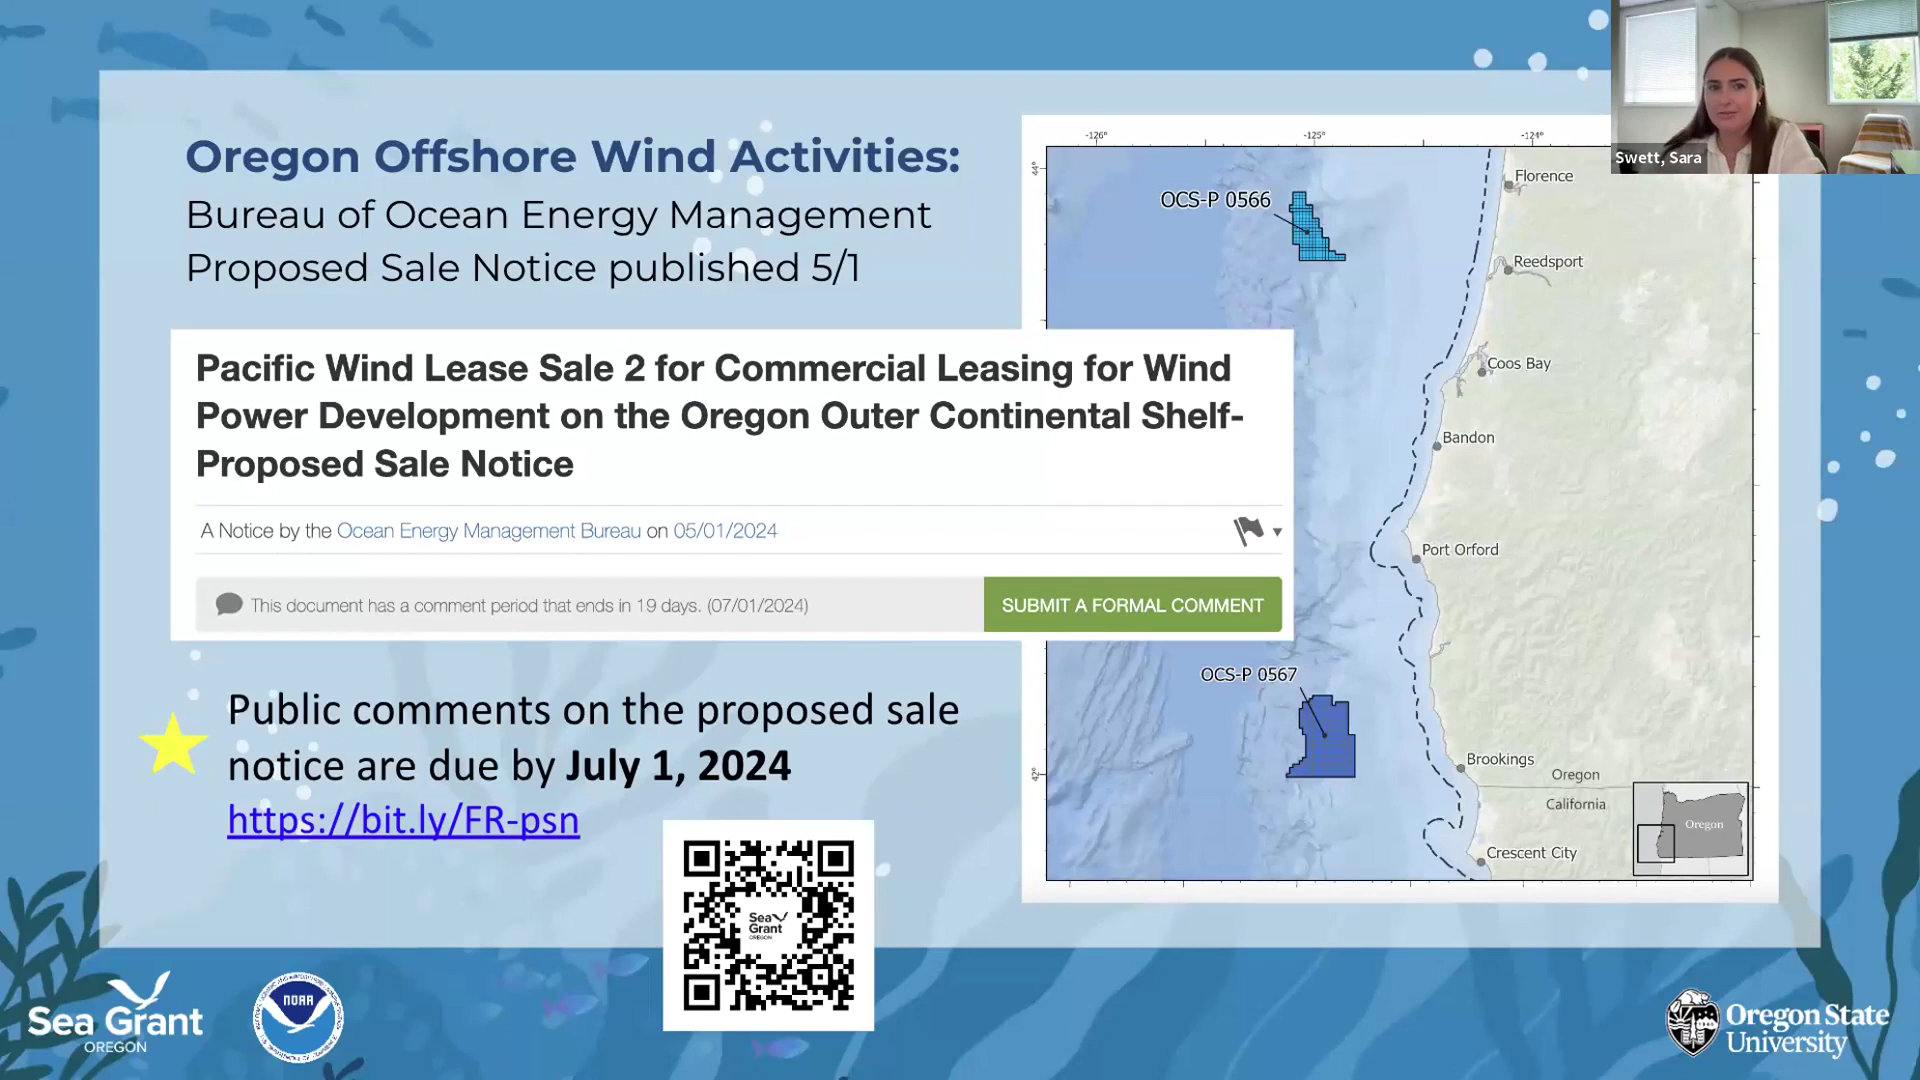 Oregon Offshore Wind Activities:
Bureau of Ocean Energy Management
Proposed Sale Notice published 5/1
Pacific Wind Lease Sale 2 for Commercial Leasing for Wind
Power Development on the Oregon Outer Continental Shelf-
Proposed Sale Notice
A Notice by the Ocean Energy Management Bureau on 05/01/2024
This document has a comment period that ends in 19 days. (07/01/2024)
SUBMIT A FORMAL COMMENT
Public comments on the proposed sale
notice are due by July 1, 2024
https://bit.ly/FR-psn
Sea
Grant
OREGON
-126°
-125°
-124°
44°
42°
OCS-P 0566
OCS-P 0567
Florence
Reedsport
Coos Bay
Bandon
Port Orford
Brookings
Oregon
California
Crescent City
Oregon
Swett, Sara
Sea Grant
OREGON
NOAA
Oregon State
University